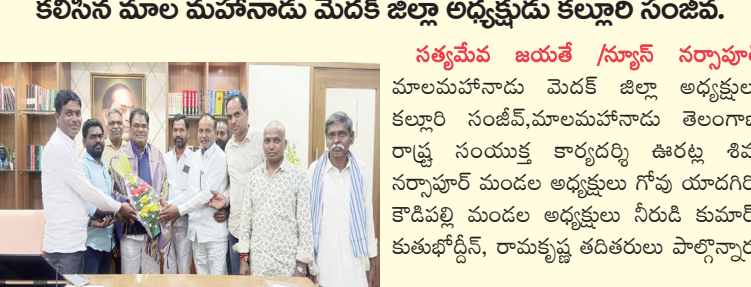 కలిసిన మాల మహానాడు మెదక్ జిల్లా అధ్యక్షుడు కల్లూరి సంజీవ.
సత్యమేవ జయతే /న్యూస్ నర్సాపూర్
మాలమహానాడు మెదక్ జిల్లా అధ్యక్షులు
కల్లూరి సంజీవ్,మాలమహానాడు తెలంగాణ
రాష్ట్ర సంయుక్త కార్యదర్శి ఊరట్ల శివ
నర్సాపూర్ మండల అధ్యక్షులు గోవు యాదగిరి
కౌడిపల్లి మండల అధ్యక్షులు నీరుడి కుమార్
కుతుభోద్దీన్, రామకృష్ణ తదితరులు పాల్గొన్నారు